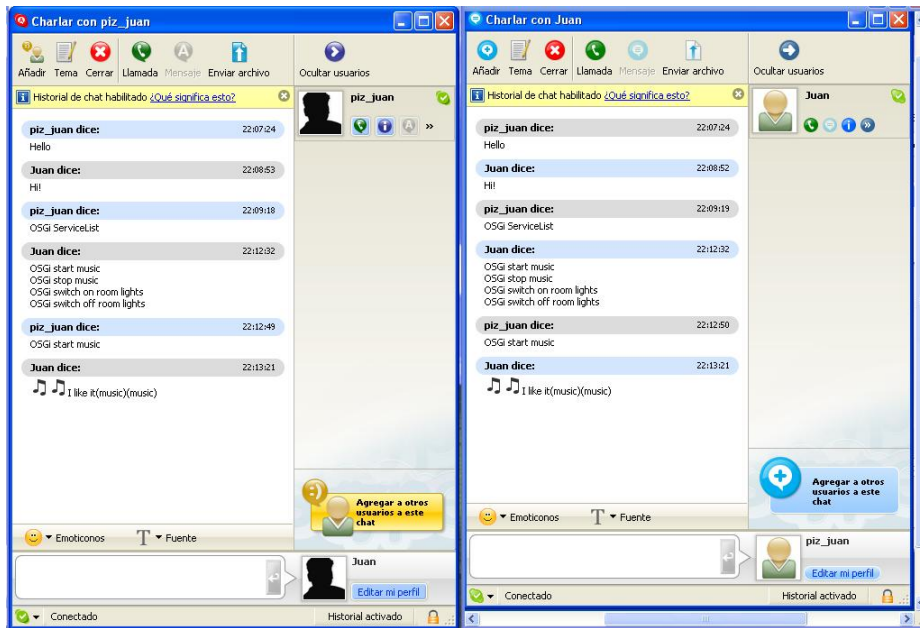 Charlar con piz_juan
Añadir Tema Cerrar Llamada Mensaje Enviar archivo Ocultar usuarios
Historial de chat habilitado ¿Qué significa esto?
piz_juan
piz_juan dice: 22:07:24
Hello
Juan dice: 22:08:53
Hi!
piz_juan dice: 22:09:18
OSGi ServiceList
Juan dice: 22:12:32
OSGi start music
OSGi stop music
OSGi switch on room lights
OSGi switch off room lights
piz_juan dice: 22:12:49
OSGi start music
Juan dice: 22:13:21
I like it(music)(music)
Agregar a otros
usuarios a este
chat
Emoticonos Fuente
Juan
Editar mi perfil
Conectado Historial activado
Charlar con Juan
Añadir Tema Cerrar Llamada Mensaje Enviar archivo Ocultar usuarios
Historial de chat habilitado ¿Qué significa esto?
Juan
piz_juan dice: 22:07:24
Hello
Juan dice: 22:08:52
Hi!
piz_juan dice: 22:09:19
OSGi ServiceList
Juan dice: 22:12:32
OSGi start music
OSGi stop music
OSGi switch on room lights
OSGi switch off room lights
piz_juan dice: 22:12:50
OSGi start music
Juan dice: 22:13:21
I like it(music)(music)
Agregar a otros
usuarios a este
chat
Emoticonos Fuente
piz_juan
Editar mi perfil
Conectado Historial activado